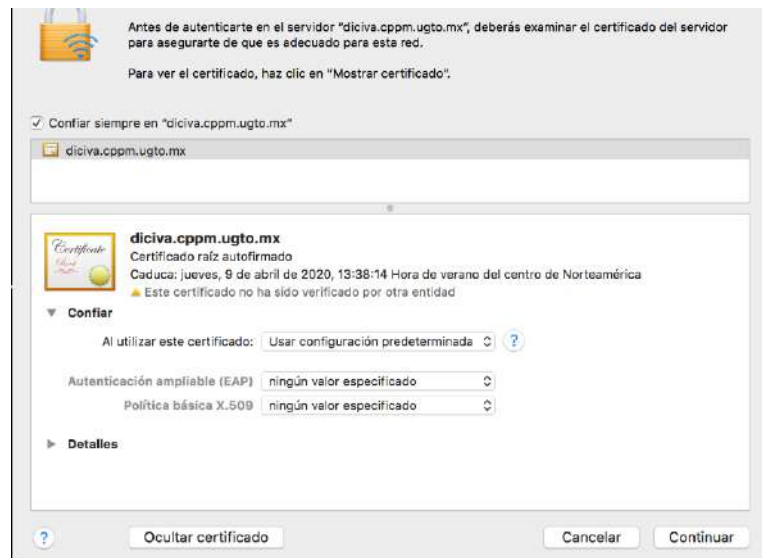 Antes de autenticarte en el servidor "diciva.cppm.ugto.mx", deberás examinar el certificado del servidor
para asegurarte de que es adecuado para esta red.
Para ver el certificado, haz clic en "Mostrar certificado".
Confiar siempre en "diciva.cppm.ugto.mx"
diciva.cppm.ugto.mx
Certificate
diciva.cppm.ugto.mx
Certificado raíz autofirmado
Caduca: jueves, 9 de abril de 2020, 13:38:14 Hora de verano del centro de Norteamérica
Este certificado no ha sido verificado por otra entidad
Confiar
Al utilizar este certificado: Usar configuración predeterminada ?
Autenticación ampliable (EAP) ningún valor especificado
Política básica X.509 ningún valor especificado
Detalles
? Ocultar certificado Cancelar Continuar